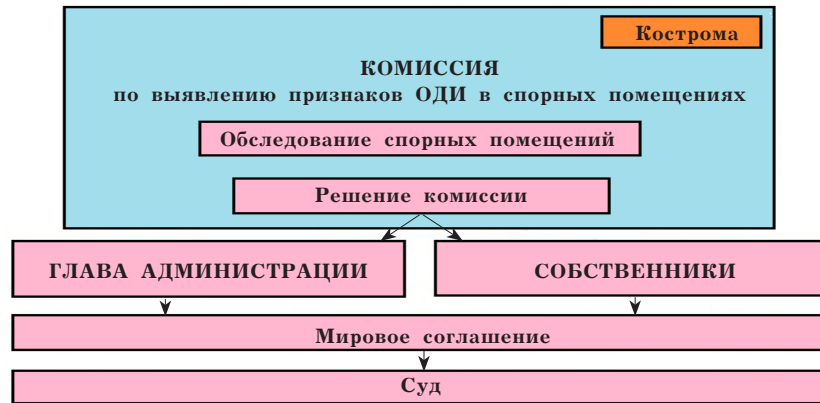 Кострома
КОМИССИЯ
по выявлению признаков ОДИ в спорных помещениях
Обследование спорных помещений
Решение комиссии
ГЛАВА АДМИНИСТРАЦИИ
СОБСТВЕННИКИ
Мировое соглашение
Суд